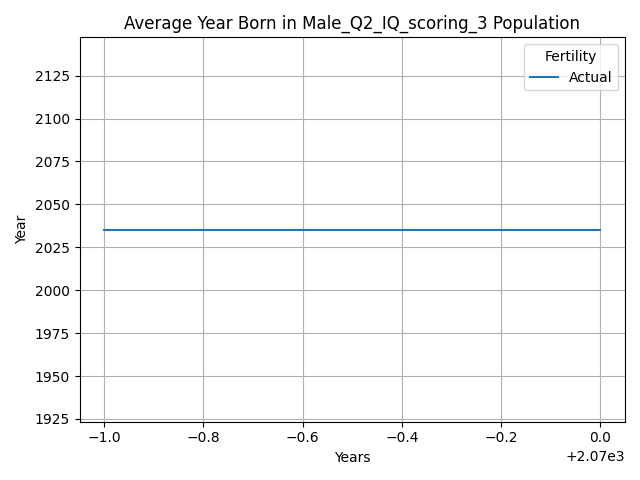 Average Year Born in Male_Q2_IQ_scoring_3 Population
Fertility
Actual
2125
2100
2075
2050
2025
2000
1975
1950
1925
Year
−1.0 −0.8 −0.6 −0.4 −0.2 0.0
Years
+2.07e3